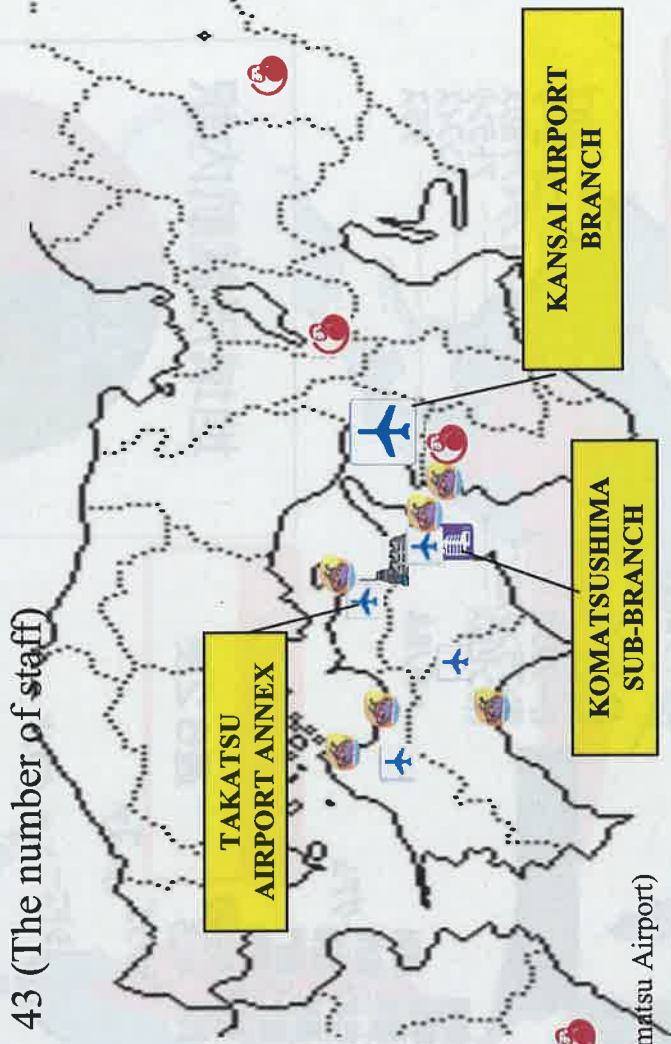 43 (The number of staff)
TAKATSU
AIRPORT ANNEX
KANSAI AIRPORT
BRANCH
KOMATSUSHIMA
SUB-BRANCH
matsu Airport)